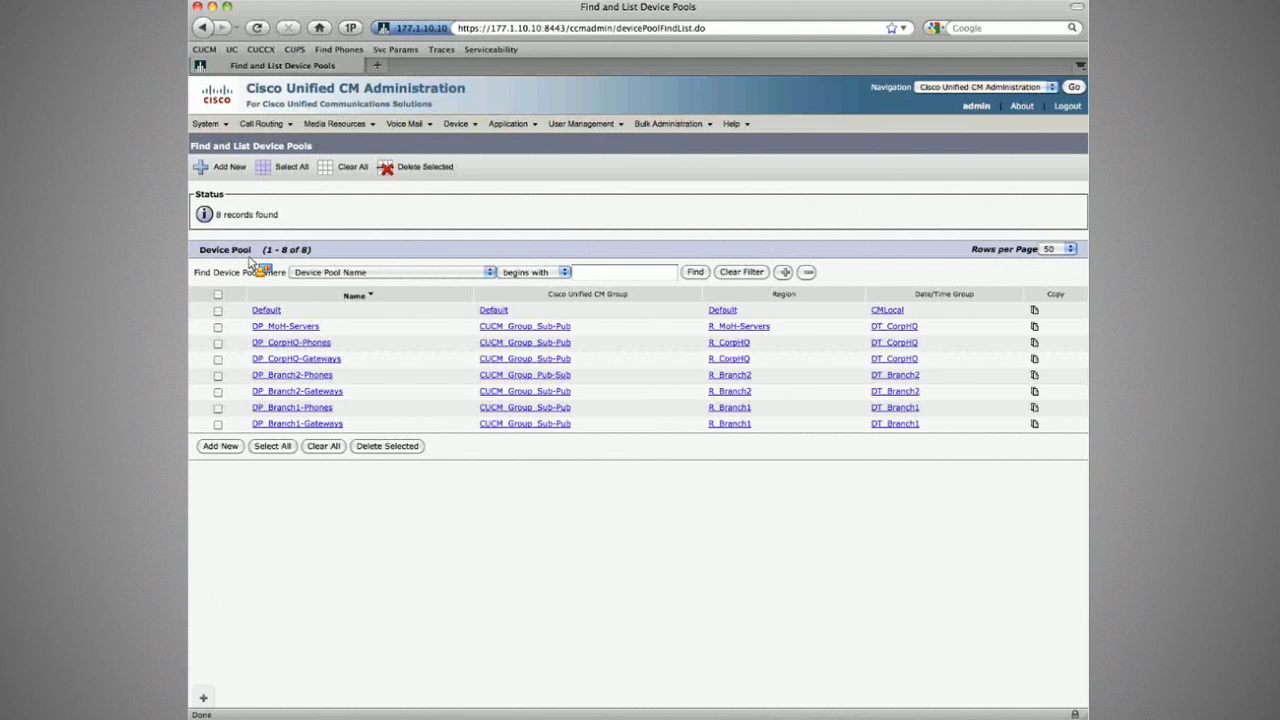 Find and List Device Pools
1P 177.1.10.10 https://177.1.10.10:8443/ccmadmin/devicePoolFindList.do Google
CUCM UC CUCCX CUPS Find Phones Svc Params Traces Serviceability
Find and List Device Pools +
Cisco Unified CM Administration Navigation Cisco Unified CM Administration Go
CISCO For Cisco Unified Communications Solutions admin About Logout
System Call Routing Media Resources Voice Mail Device Application User Management Bulk Administration Help
Find and List Device Pools
Add New Select All Clear All Delete Selected
Status
8 records found
Device Pool (1 - 8 of 8) Rows per Page 50
Find Device Device Pool Name begins with Find Clear Filter
Name Cisco Unified CM Group Region Date/Time Group Copy
Default Default Default CMLocal
DP_MoH-Servers CUCM_Group_Sub-Pub R_MoH-Servers DT_CorpHQ
DP_CorpHQ-Phones CUCM_Group_Sub-Pub R_CorpHQ DT_CorpHQ
DP_CorpHQ-Gateways CUCM_Group_Sub-Pub R_CorpHQ DT_CorpHQ
DP_Branch2-Phones CUCM_Group_Pub-Sub R_Branch2 DT_Branch2
DP_Branch2-Gateways CUCM_Group_Sub-Pub R_Branch2 DT_Branch2
DP_Branch1-Phones CUCM_Group_Sub-Pub R_Branch1 DT_Branch1
DP_Branch1-Gateways CUCM_Group_Sub-Pub R_Branch1 DT_Branch1
Add New Select All Clear All Delete Selected
Done